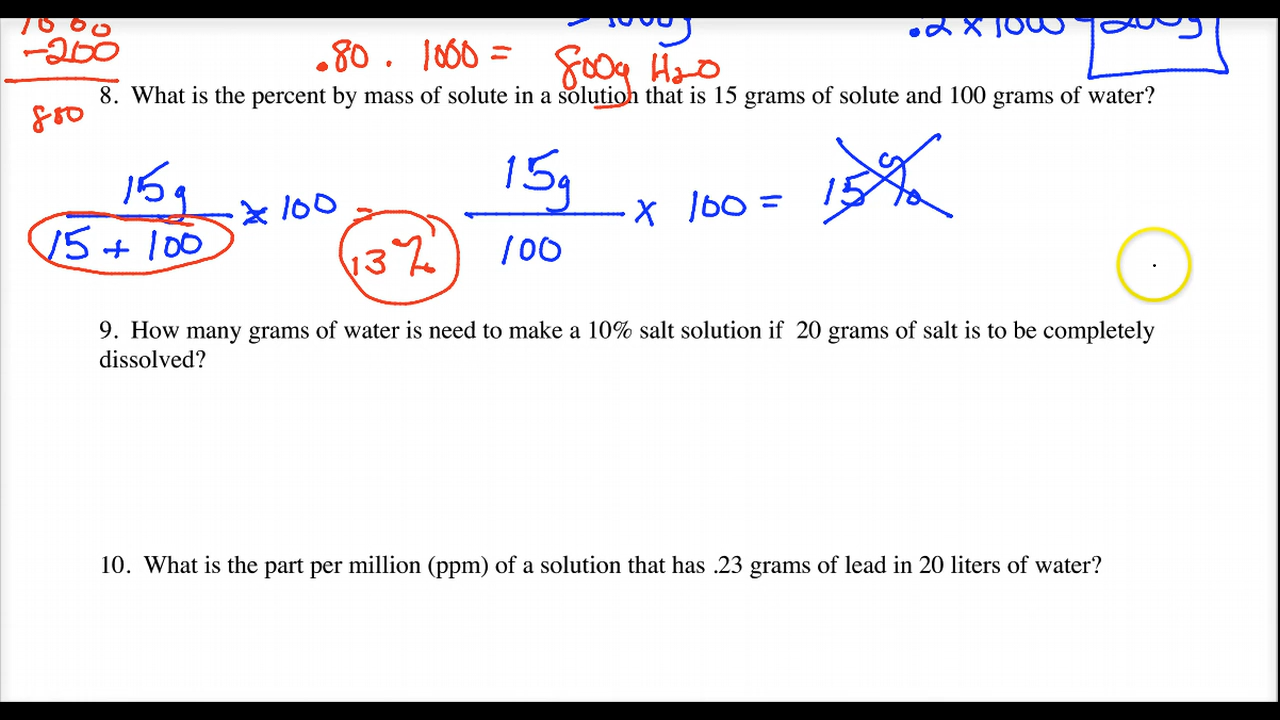 1000
-200
800
.80 . 1000 = 800g H2O
= 1000g
.2 x 1000 = 200g
8. What is the percent by mass of solute in a solution that is 15 grams of solute and 100 grams of water?
15g
15 + 100
x 100 =
13%
15g
100
x 100 =
15%
9. How many grams of water is need to make a 10% salt solution if 20 grams of salt is to be completely
dissolved?
10. What is the part per million (ppm) of a solution that has .23 grams of lead in 20 liters of water?